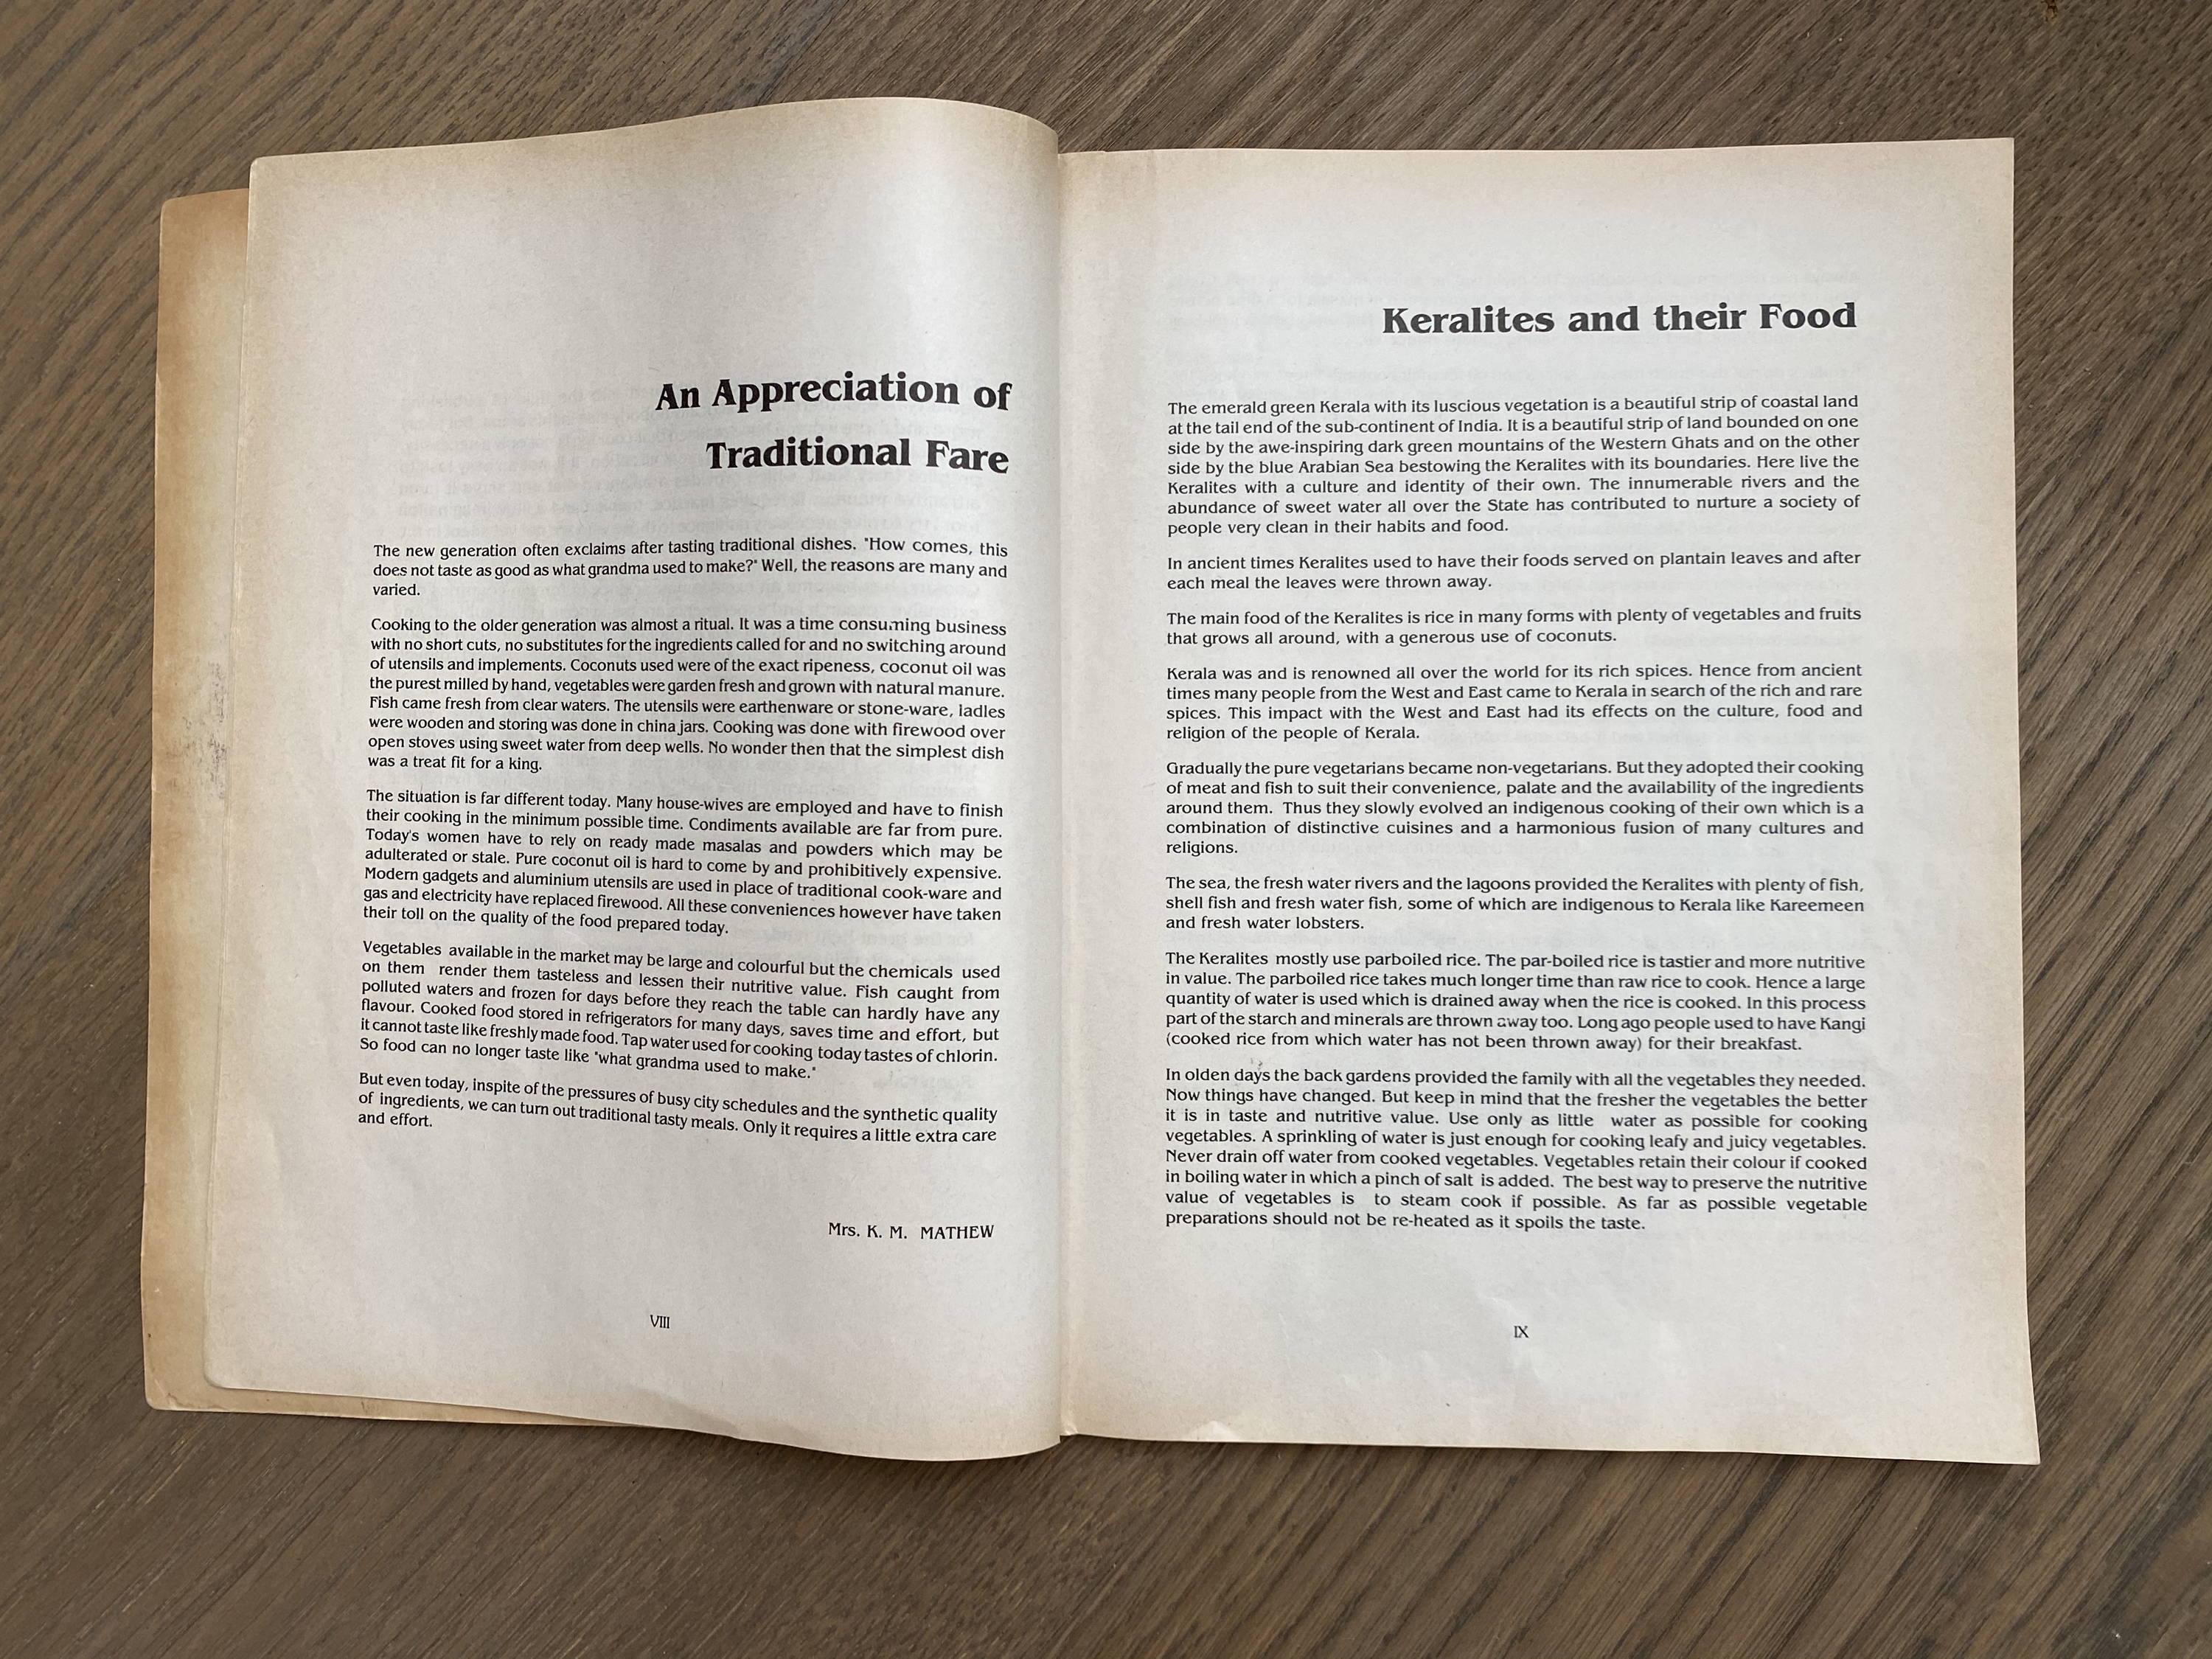 An Appreciation of
Traditional Fare
The new generation often exclaims after tasting traditional dishes. "How comes, this
does not taste as good as what grandma used to make?" Well, the reasons are many and
varied.
Cooking to the older generation was almost a ritual. It was a time consuming business
with no short cuts, no substitutes for the ingredients called for and no switching around
of utensils and implements. Coconuts used were of the exact ripeness, coconut oil was
the purest milled by hand, vegetables were garden fresh and grown with natural manure.
Fish came fresh from clear waters. The utensils were earthenware or stone-ware, ladles
were wooden and storing was done in china jars. Cooking was done with firewood over
open stoves using sweet water from deep wells. No wonder then that the simplest dish
was a treat fit for a king.
The situation is far different today. Many house-wives are employed and have to finish
their cooking in the minimum possible time. Condiments available are far from pure.
Today's women have to rely on ready made masalas and powders which may be
adulterated or stale. Pure coconut oil is hard to come by and prohibitively expensive.
Modern gadgets and aluminium utensils are used in place of traditional cook-ware and
gas and electricity have replaced firewood. All these conveniences however have taken
their toll on the quality of the food prepared today.
Vegetables available in the market may be large and colourful but the chemicals used
on them render them tasteless and lessen their nutritive value. Fish caught from
polluted waters and frozen for days before they reach the table can hardly have any
flavour. Cooked food stored in refrigerators for many days, saves time and effort, but
it cannot taste like freshly made food. Tap water used for cooking today tastes of chlorin.
So food can no longer taste like "what grandma used to make."
But even today, inspite of the pressures of busy city schedules and the synthetic quality
of ingredients, we can turn out traditional tasty meals. Only it requires a little extra care
and effort.
Mrs. K. M. MATHEW
VIII
Keralites and their Food
The emerald green Kerala with its luscious vegetation is a beautiful strip of coastal land
at the tail end of the sub-continent of India. It is a beautiful strip of land bounded on one
side by the awe-inspiring dark green mountains of the Western Ghats and on the other
side by the blue Arabian Sea bestowing the Keralites with its boundaries. Here live the
Keralites with a culture and identity of their own. The innumerable rivers and the
abundance of sweet water all over the State has contributed to nurture a society of
people very clean in their habits and food.
In ancient times Keralites used to have their foods served on plantain leaves and after
each meal the leaves were thrown away.
The main food of the Keralites is rice in many forms with plenty of vegetables and fruits
that grows all around, with a generous use of coconuts.
Kerala was and is renowned all over the world for its rich spices. Hence from ancient
times many people from the West and East came to Kerala in search of the rich and rare
spices. This impact with the West and East had its effects on the culture, food and
religion of the people of Kerala.
Gradually the pure vegetarians became non-vegetarians. But they adopted their cooking
of meat and fish to suit their convenience, palate and the availability of the ingredients
around them. Thus they slowly evolved an indigenous cooking of their own which is a
combination of distinctive cuisines and a harmonious fusion of many cultures and
religions.
The sea, the fresh water rivers and the lagoons provided the Keralites with plenty of fish,
shell fish and fresh water fish, some of which are indigenous to Kerala like Kareemeen
and fresh water lobsters.
The Keralites mostly use parboiled rice. The par-boiled rice is tastier and more nutritive
in value. The parboiled rice takes much longer time than raw rice to cook. Hence a large
quantity of water is used which is drained away when the rice is cooked. In this process
part of the starch and minerals are thrown away too. Long ago people used to have Kangi
(cooked rice from which water has not been thrown away) for their breakfast.
In olden days the back gardens provided the family with all the vegetables they needed.
Now things have changed. But keep in mind that the fresher the vegetables the better
it is in taste and nutritive value. Use only as little water as possible for cooking
vegetables. A sprinkling of water is just enough for cooking leafy and juicy vegetables.
Never drain off water from cooked vegetables. Vegetables retain their colour if cooked
in boiling water in which a pinch of salt is added. The best way to preserve the nutritive
value of vegetables is to steam cook if possible. As far as possible vegetable
preparations should not be re-heated as it spoils the taste.
IX